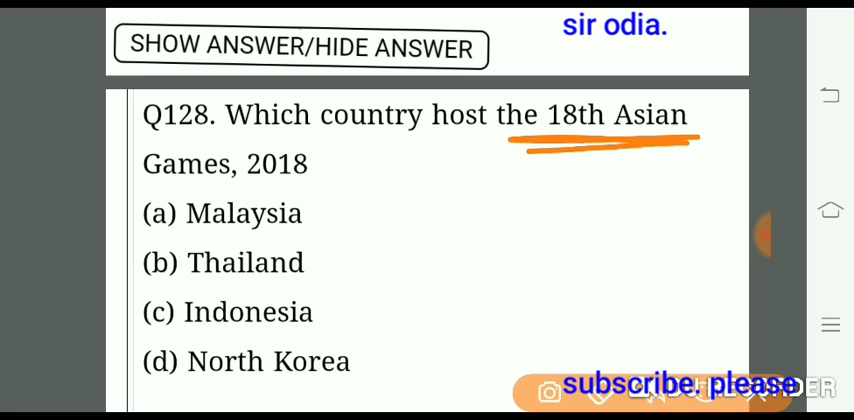 sir odia.
SHOW ANSWER/HIDE ANSWER
Q128. Which country host the 18th Asian
Games, 2018
(a) Malaysia
(b) Thailand
(c) Indonesia
(d) North Korea
subscribe. please